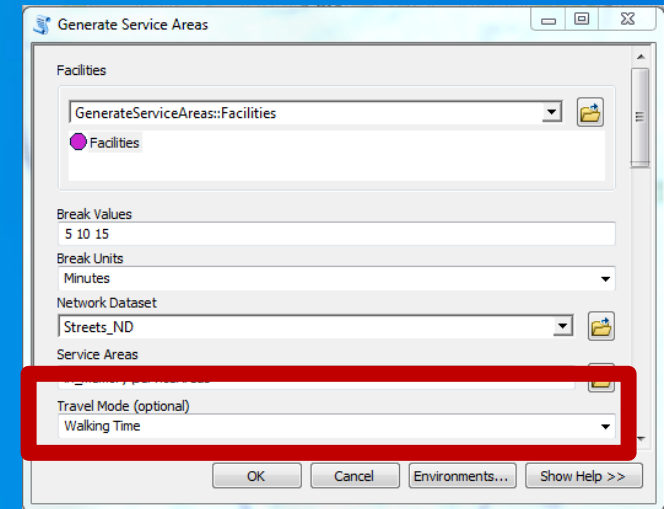 Generate Service Areas
Facilities
GenerateServiceAreas::Facilities
Facilities
Break Values
5 10 15
Break Units
Minutes
Network Dataset
Streets_ND
Service Areas
Travel Mode (optional)
Walking Time
OK Cancel Environments... Show Help >>